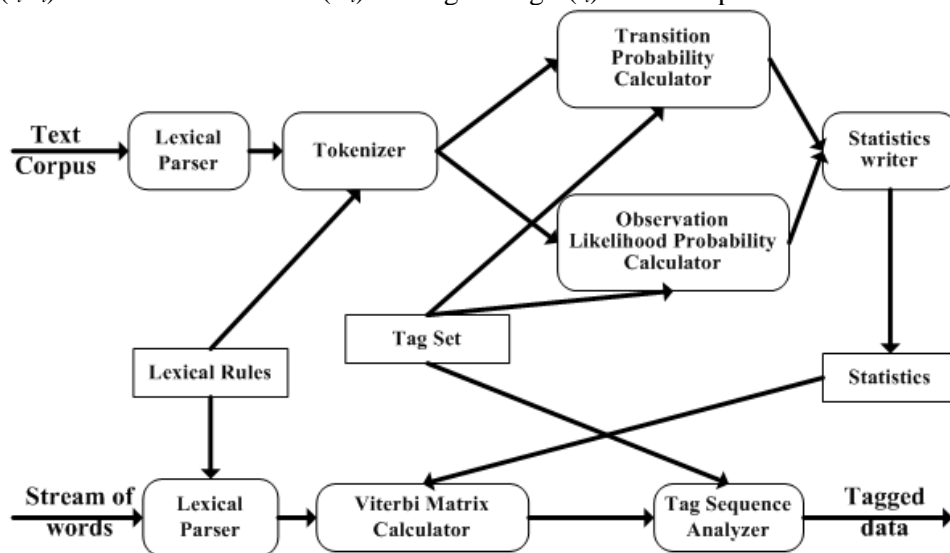 Transition
Probability
Calculator
Text
Corpus
Lexical
Parser
Tokenizer
Statistics
writer
Observation
Likelihood Probability
Calculator
Tag Set
Lexical Rules
Statistics
Stream of
words
Lexical
Parser
Viterbi Matrix
Calculator
Tag Sequence
Analyzer
Tagged
data